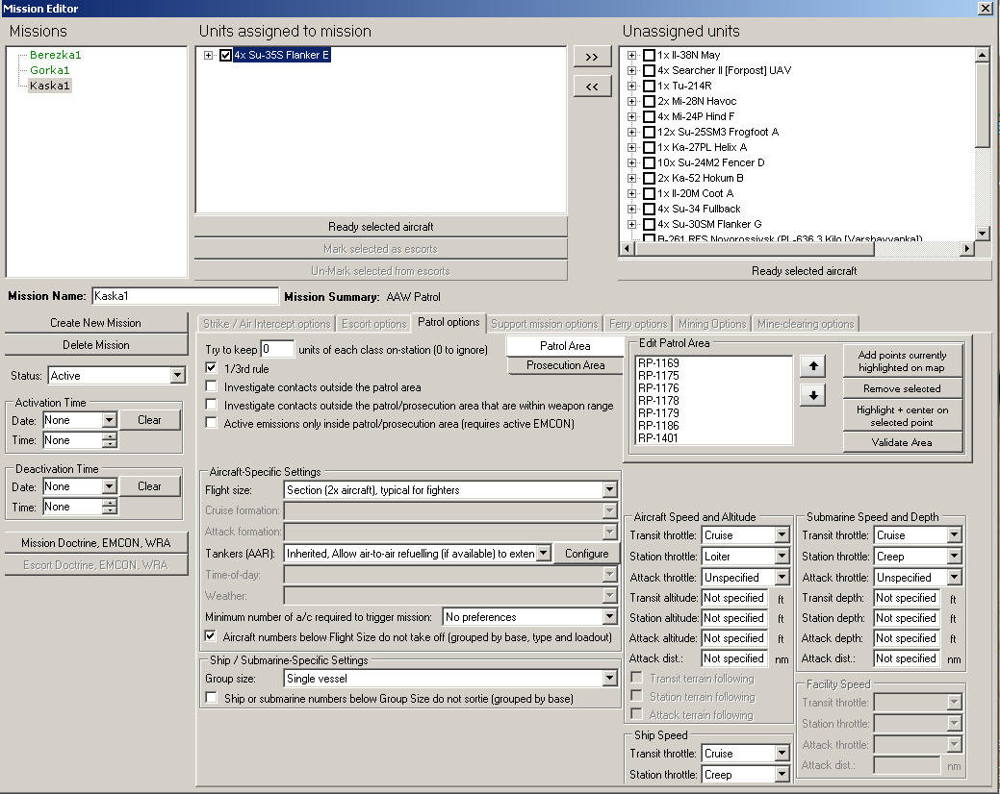 Mission Editor
Missions
Units assigned to mission
Unassigned units
Berezka1
Gorka1
Kaska1
4x Su-35S Flanker E
>>
<<
1x Il-38N May
4x Searcher II [Forpost] UAV
1x Tu-214R
2x Mi-28N Havoc
4x Mi-24P Hind F
12x Su-25SM3 Frogfoot A
1x Ka-27PL Helix A
10x Su-24M2 Fencer D
2x Ka-52 Hokum B
1x Il-20M Coot A
4x Su-34 Fullback
4x Su-30SM Flanker G
B-261 RFS Novorossiysk (PL-636.3 Kilo [Varshavyanka])
Ready selected aircraft
Mark selected as escorts
Un-Mark selected from escorts
Ready selected aircraft
Mission Name: Kaska1
Mission Summary: AAW Patrol
Create New Mission
Delete Mission
Status: Active
Activation Time
Date: None Clear
Time: None
Deactivation Time
Date: None Clear
Time: None
Mission Doctrine, EMCON, WRA
Escort Doctrine, EMCON, WRA
Strike / Air Intercept options
Escort options
Patrol options
Support mission options
Ferry options
Mining Options
Mine-clearing options
Try to keep 0 units of each class on-station (0 to ignore)
1/3rd rule
Investigate contacts outside the patrol area
Investigate contacts outside the patrol/prosecution area that are within weapon range
Active emissions only inside patrol/prosecution area (requires active EMCON)
Patrol Area
Prosecution Area
Edit Patrol Area
RP-1169
RP-1175
RP-1176
RP-1178
RP-1179
RP-1186
RP-1401
Add points currently
highlighted on map
Remove selected
Highlight + center on
selected point
Validate Area
Aircraft-Specific Settings
Flight size: Section (2x aircraft), typical for fighters
Cruise formation:
Attack formation:
Tankers (AAR): Inherited, Allow air-to-air refuelling (if available) to exten Configure
Time-of-day:
Weather:
Minimum number of a/c required to trigger mission: No preferences
Aircraft numbers below Flight Size do not take off (grouped by base, type and loadout)
Ship / Submarine-Specific Settings
Group size: Single vessel
Ship or submarine numbers below Group Size do not sortie (grouped by base)
Aircraft Speed and Altitude
Transit throttle: Cruise
Station throttle: Loiter
Attack throttle: Unspecified
Transit altitude: Not specified ft
Station altitude: Not specified ft
Attack altitude: Not specified ft
Attack dist.: Not specified nm
Transit terrain following
Station terrain following
Attack terrain following
Ship Speed
Transit throttle: Cruise
Station throttle: Creep
Submarine Speed and Depth
Transit throttle: Cruise
Station throttle: Creep
Attack throttle: Unspecified
Transit depth: Not specified ft
Station depth: Not specified ft
Attack depth: Not specified ft
Attack dist.: Not specified nm
Facility Speed
Transit throttle:
Station throttle:
Attack throttle:
Attack dist.: nm